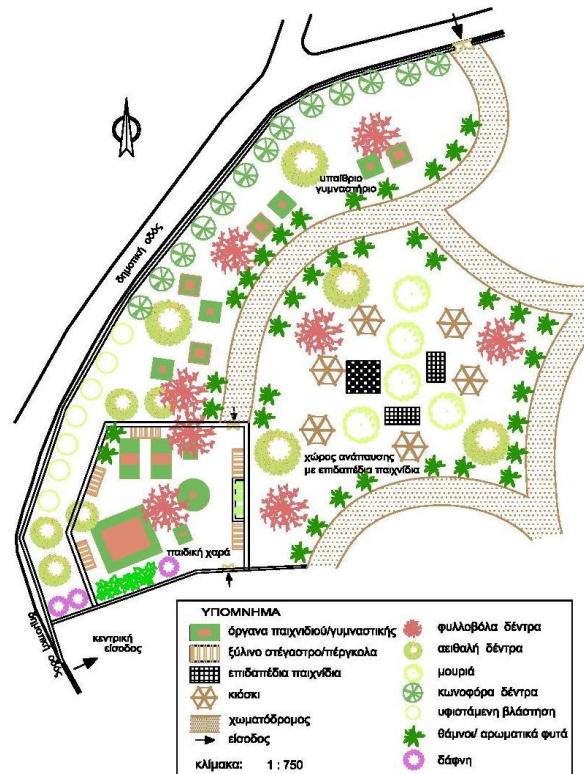 υπαίθριο
γυμναστήριο
δημοτική οδός
χώρος ανάπαυσης
με επιδαπέδια παιχνίδια
παιδική χαρά
δημοτική οδός
κεντρική
είσοδος
ΥΠΟΜΝΗΜΑ
όργανα παιχνιδιού/γυμναστικής
ξύλινο στέγαστρο/πέργκολα
επιδαπέδια παιχνίδια
κιόσκι
χωματόδρομος
είσοδος
κλίμακα: 1 : 750
φυλλοβόλα δέντρα
αειθαλή δέντρα
μουριά
κωνοφόρα δέντρα
υφιστάμενη βλάστηση
θάμνοι/ αρωματικά φυτά
δάφνη